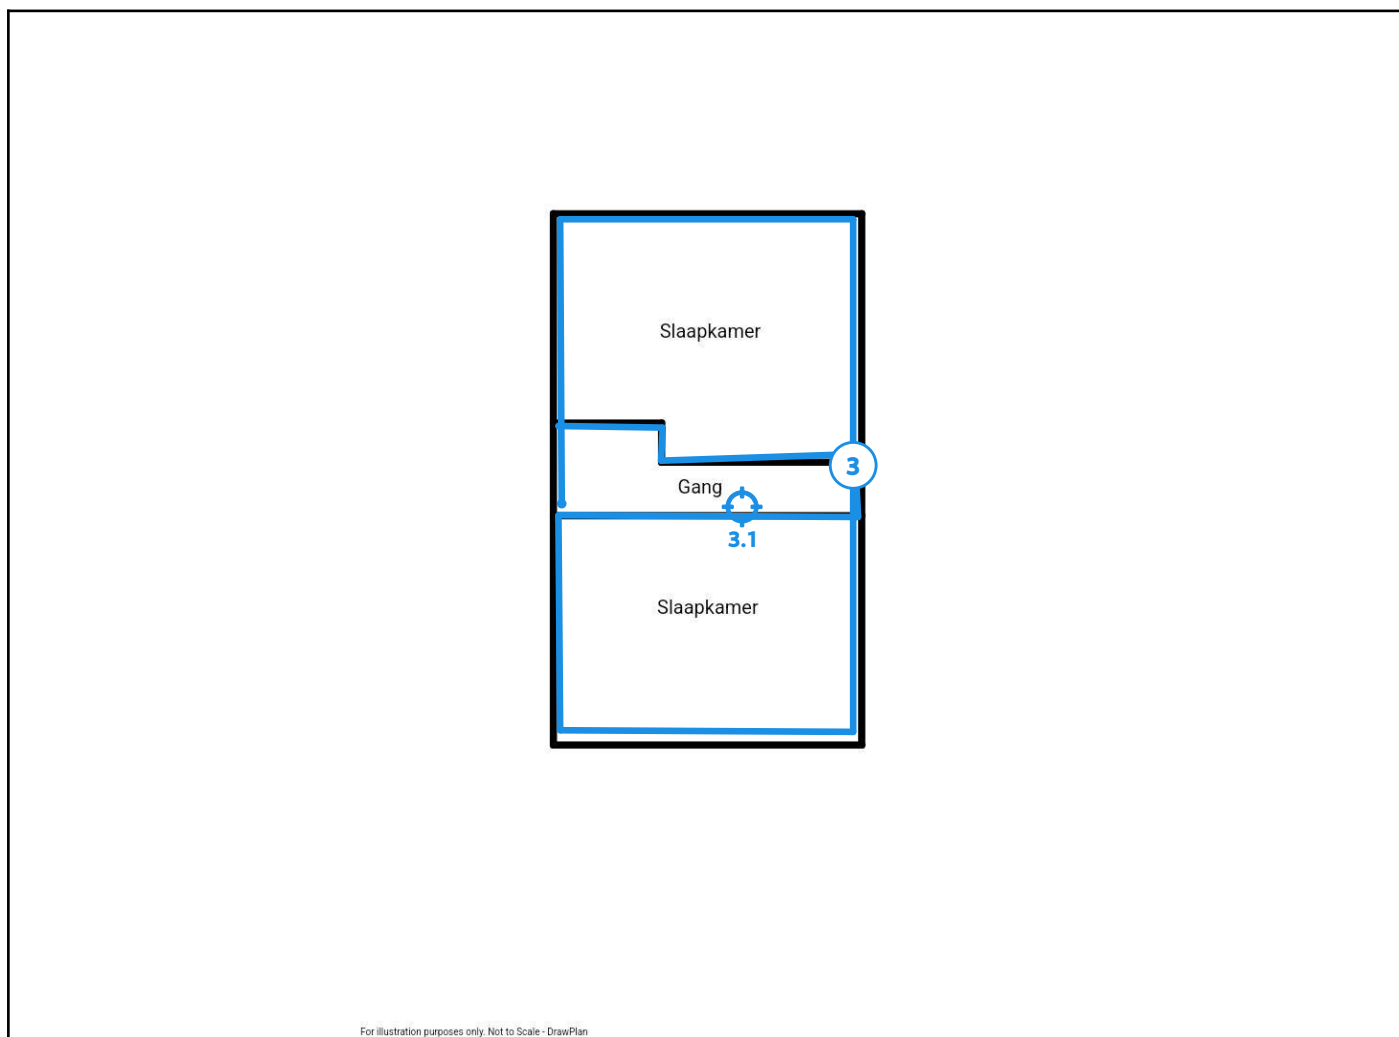 Slaapkamer
3
Gang
3.1
Slaapkamer
For illustration purposes only. Not to Scale - DrawPlan